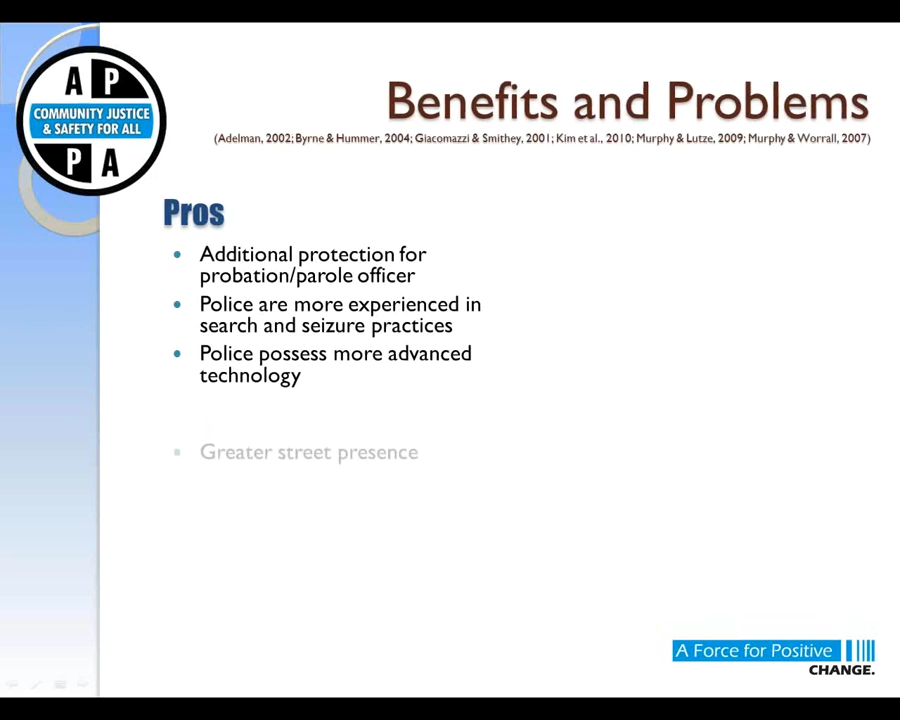 A P
COMMUNITY JUSTICE
& SAFETY FOR ALL
P A
Benefits and Problems
(Adelman, 2002; Byrne & Hummer, 2004; Giacomazzi & Smithey, 2001; Kim et al., 2010; Murphy & Lutze, 2009; Murphy & Worrall, 2007)
Pros
• Additional protection for
probation/parole officer
• Police are more experienced in
search and seizure practices
• Police possess more advanced
technology
▪ Greater street presence
A Force for Positive
CHANGE.